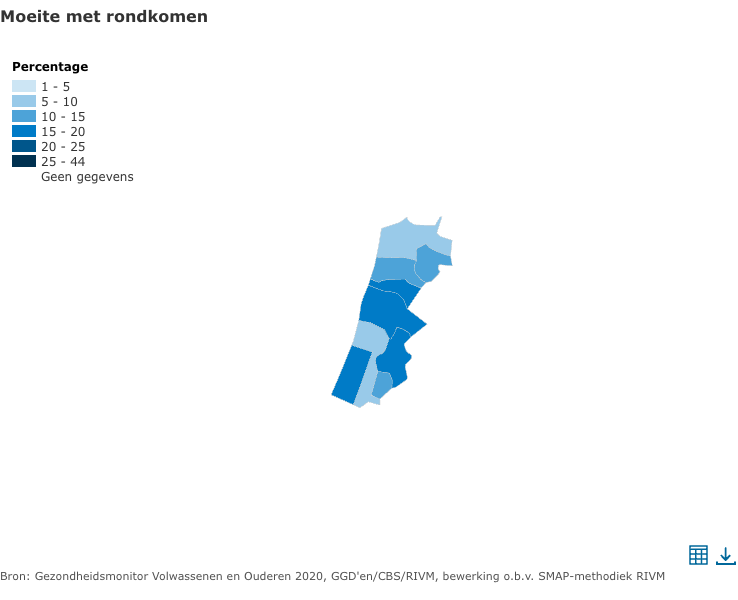 Moeite met rondkomen
Percentage
1 - 5
5 - 10
10 - 15
15 - 20
20 - 25
25 - 44
Geen gegevens
Bron: Gezondheidsmonitor Volwassenen en Ouderen 2020, GGD'en/CBS/RIVM, bewerking o.b.v. SMAP-methodiek RIVM